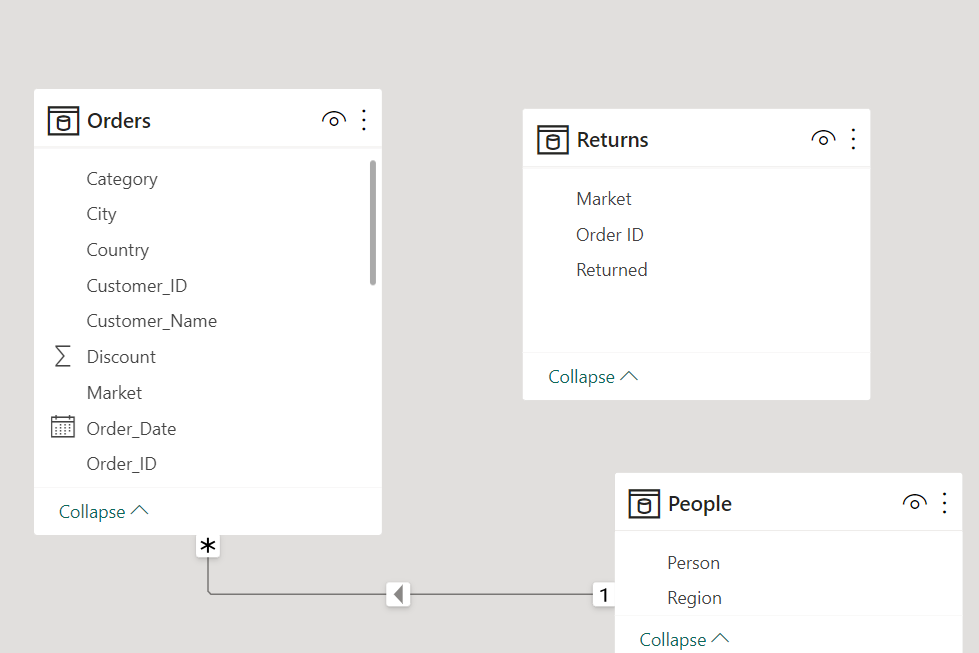 Orders
Category
City
Country
Customer_ID
Customer_Name
Discount
Market
Order_Date
Order_ID
Collapse
Returns
Market
Order ID
Returned
Collapse
*
1
People
Person
Region
Collapse